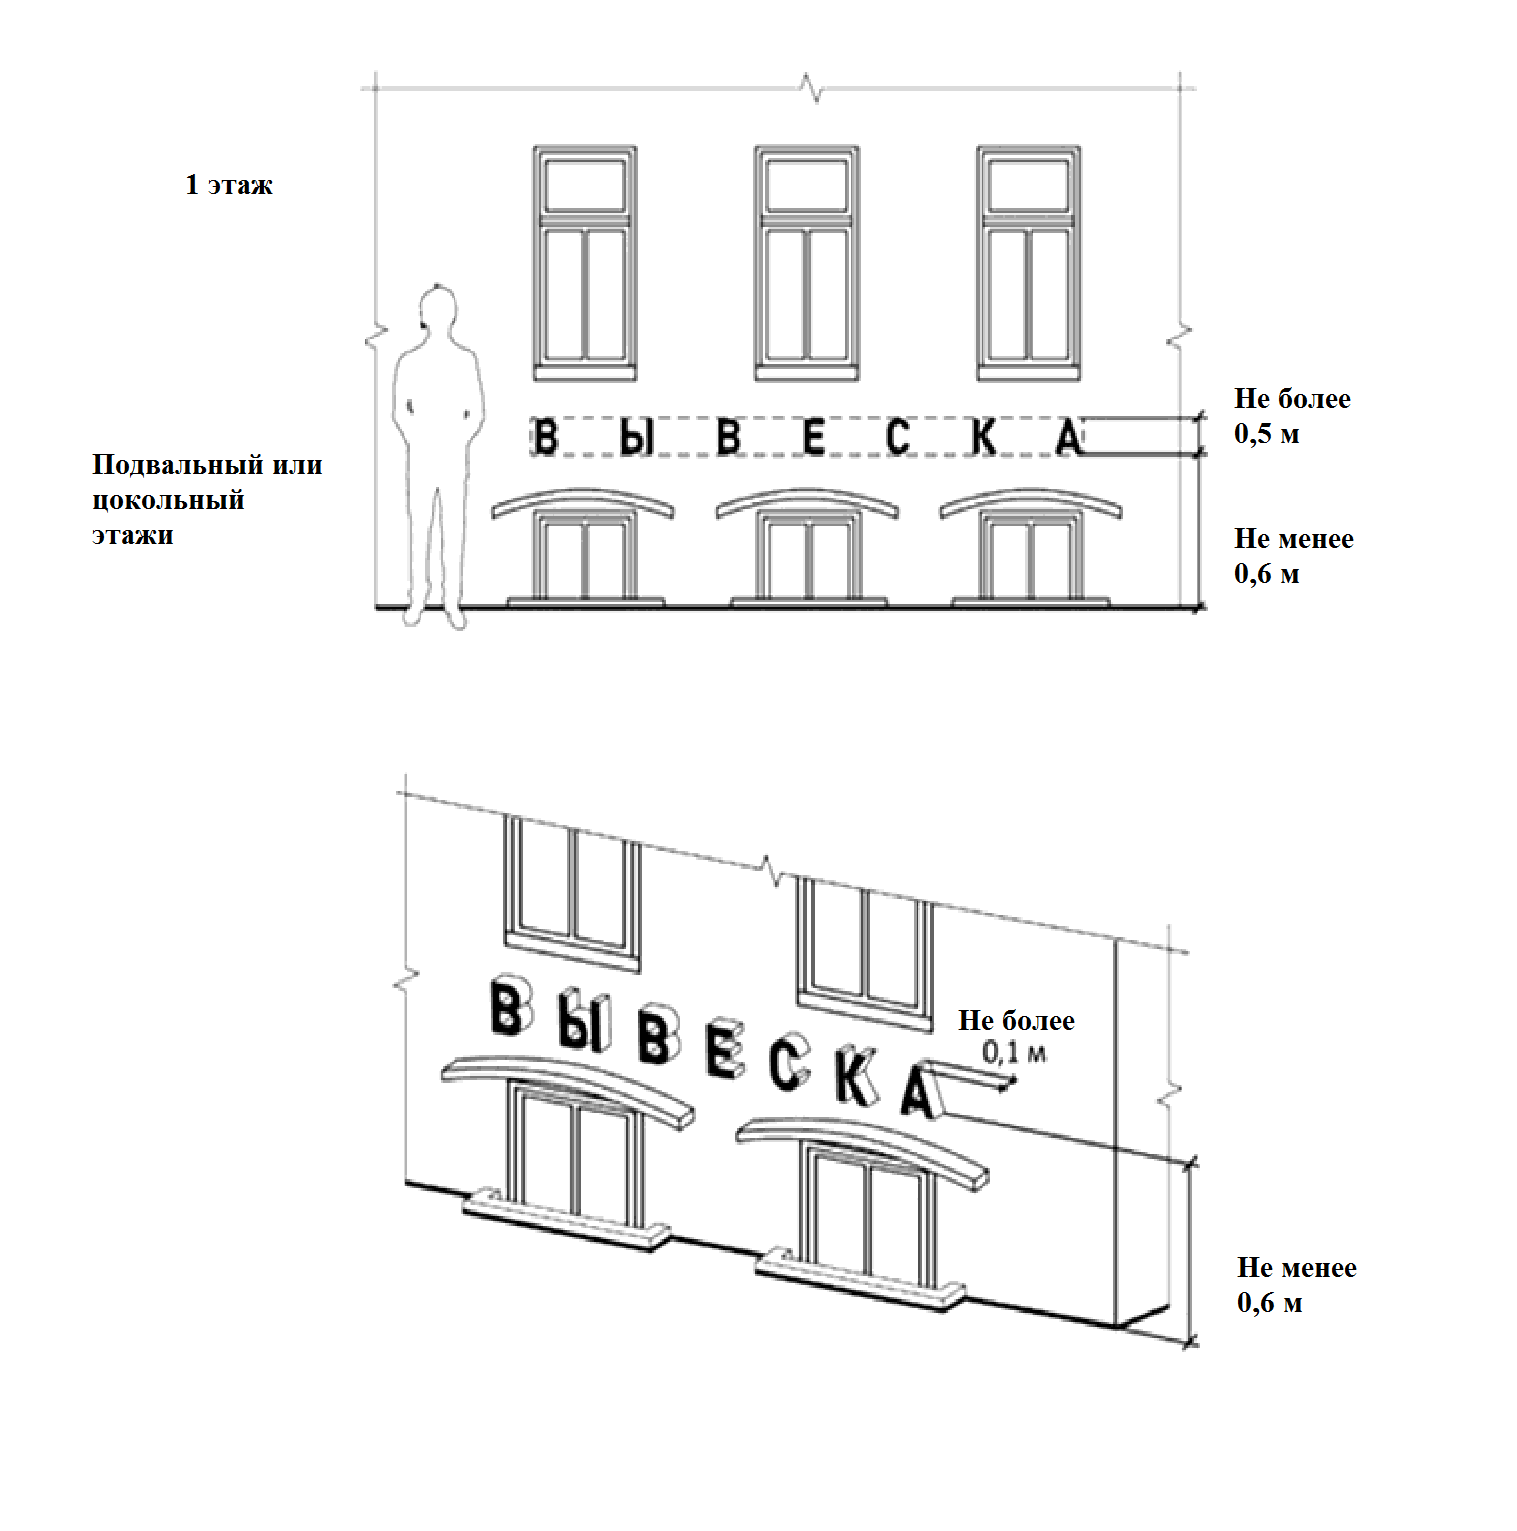 1 этаж
Не более
0,5 м
В Ы В Е С К А
Подвальный или
цокольный
этажи
Не менее
0,6 м
ВЫВЕСКА
Не более
0,1 м
Не менее
0,6 м